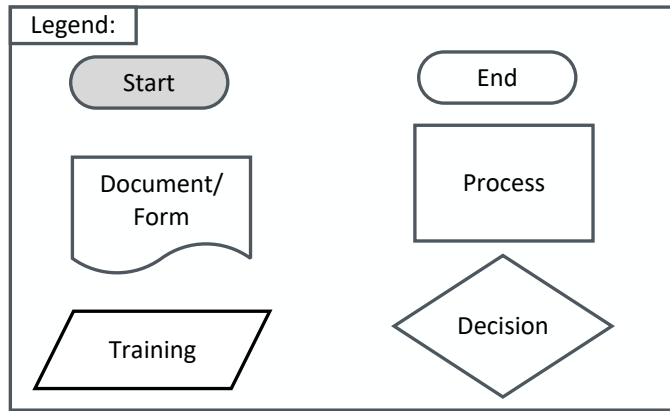 Legend:
Start
End
Document/
Form
Process
Training
Decision